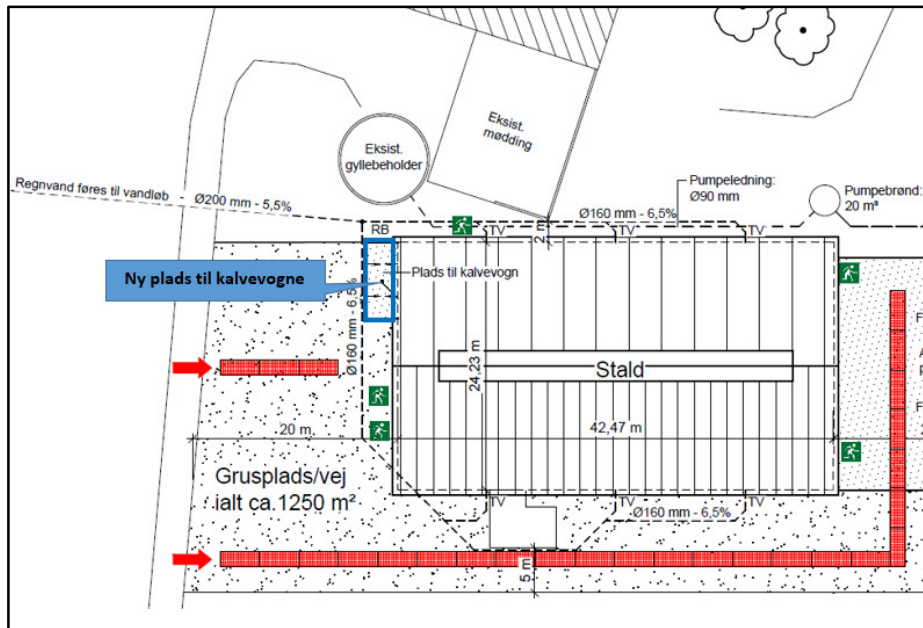 Eksist.
mødding
Eksist.
gyllebeholder
Regnvand føres til vandløb - Ø200 mm - 5,5%
Pumpeledning:
Ø90 mm
Pumpebrønd:
20 m³
Ø160 mm - 6,5%
RB
TV
TV
TV
2 m
Ny plads til kalvevogne
Plads til kalvevogn
Ø160 mm - 6,5%
24,23 m
Stald
20 m
42,47 m
Grusplads/vej
ialt ca.1250 m²
TV
TV
TV
Ø160 mm - 6,5%
5 m
F
A
F